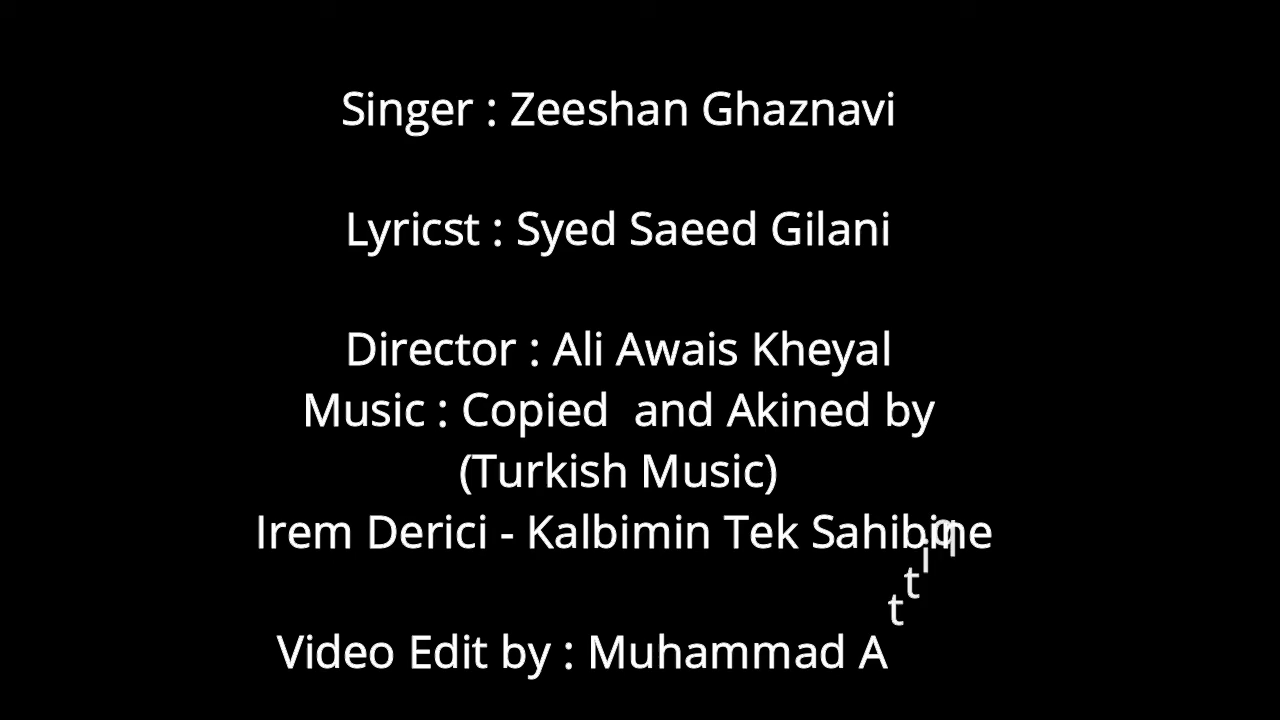 Singer : Zeeshan Ghaznavi
Lyricst : Syed Saeed Gilani
Director : Ali Awais Kheyal
Music : Copied and Akined by
(Turkish Music)
Irem Derici - Kalbimin Tek Sahibine
Video Edit by : Muhammad Attiq